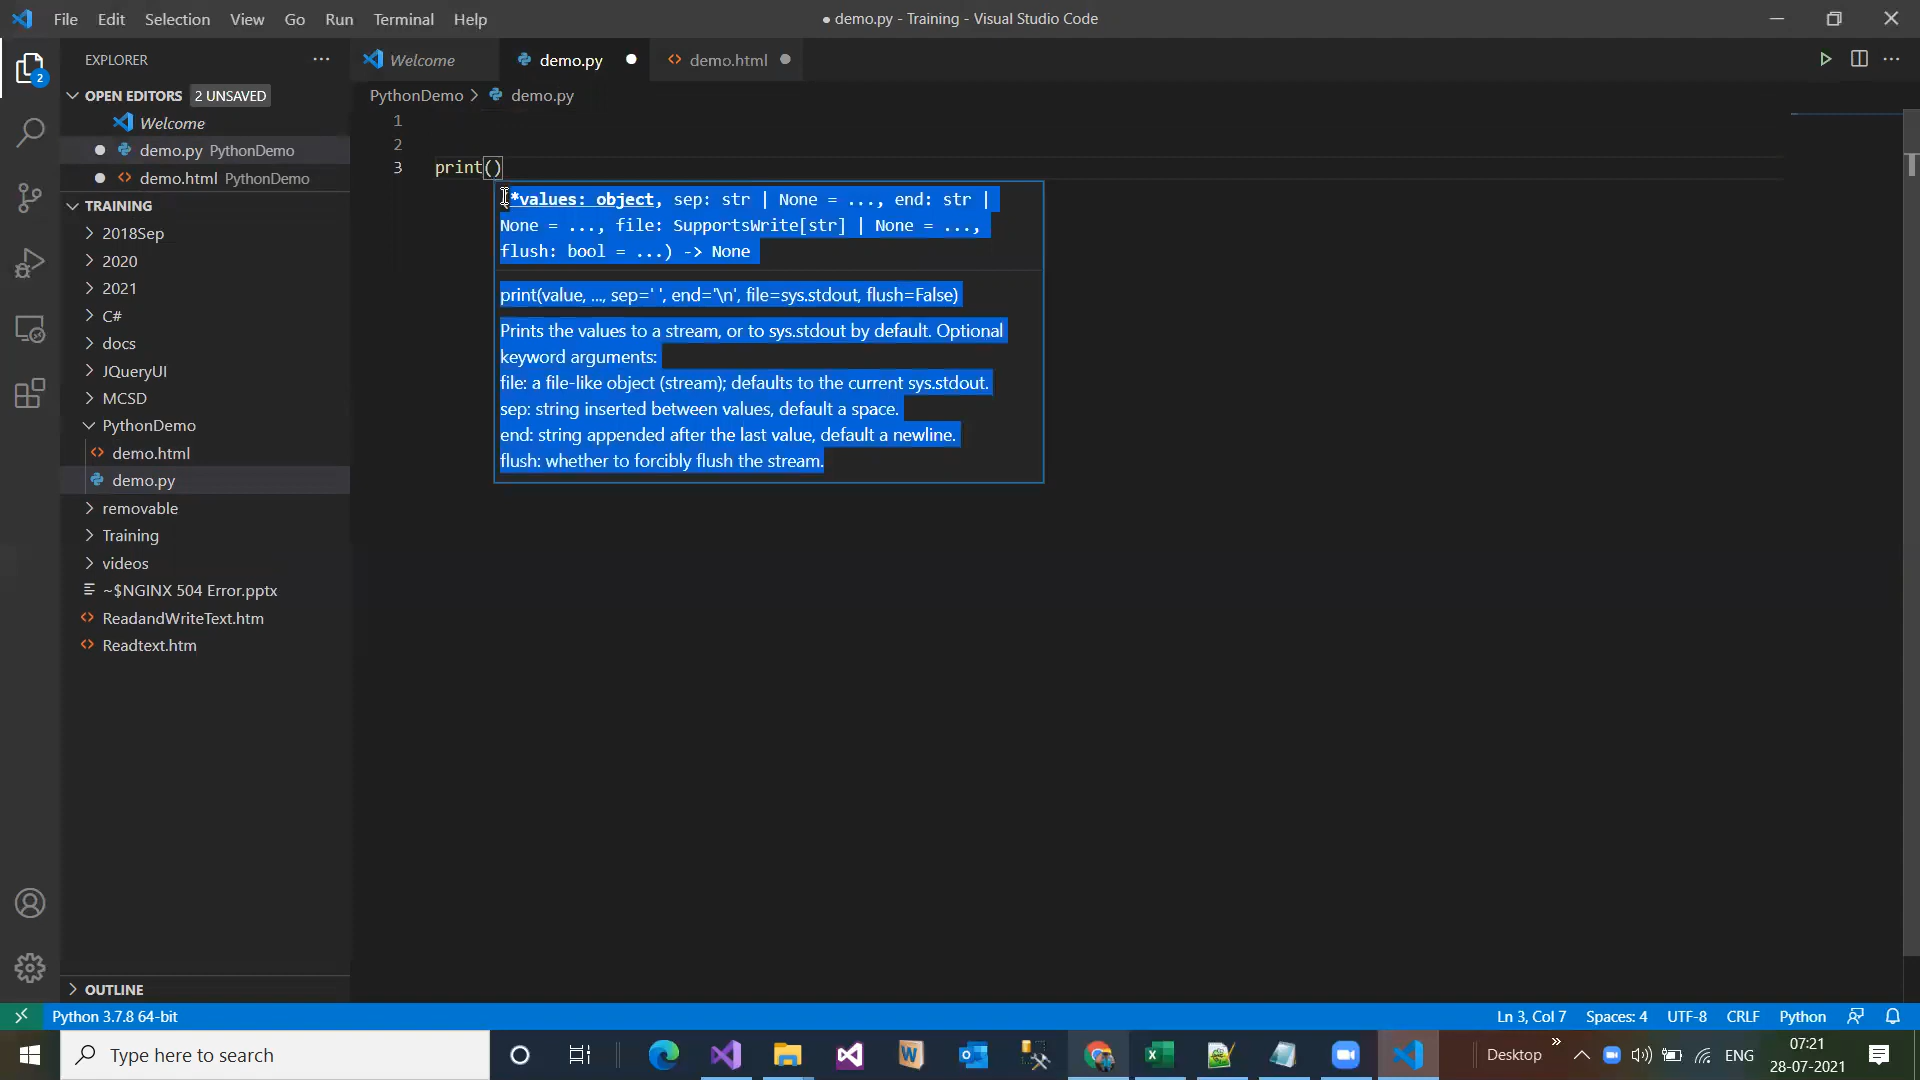 File Edit Selection View Go Run Terminal Help
● demo.py - Training - Visual Studio Code
EXPLORER
Welcome
demo.py
demo.html
OPEN EDITORS 2 UNSAVED
Welcome
demo.py PythonDemo
demo.html PythonDemo
PythonDemo > demo.py
2
TRAINING
2018Sep
2020
2021
C#
docs
JQueryUI
MCSD
PythonDemo
demo.html
demo.py
removable
Training
videos
~$NGINX 504 Error.pptx
ReadandWriteText.htm
Readtext.htm
OUTLINE
1
2
3 print()
*values: object, sep: str | None = ..., end: str |
None = ..., file: SupportsWrite[str] | None = ...,
flush: bool = ...) -> None
print(value, ..., sep=' ', end='\n', file=sys.stdout, flush=False)
Prints the values to a stream, or to sys.stdout by default. Optional
keyword arguments:
file: a file-like object (stream); defaults to the current sys.stdout.
sep: string inserted between values, default a space.
end: string appended after the last value, default a newline.
flush: whether to forcibly flush the stream.
Python 3.7.8 64-bit
Ln 3, Col 7 Spaces: 4 UTF-8 CRLF Python
Type here to search
Desktop
ENG
07:21
28-07-2021